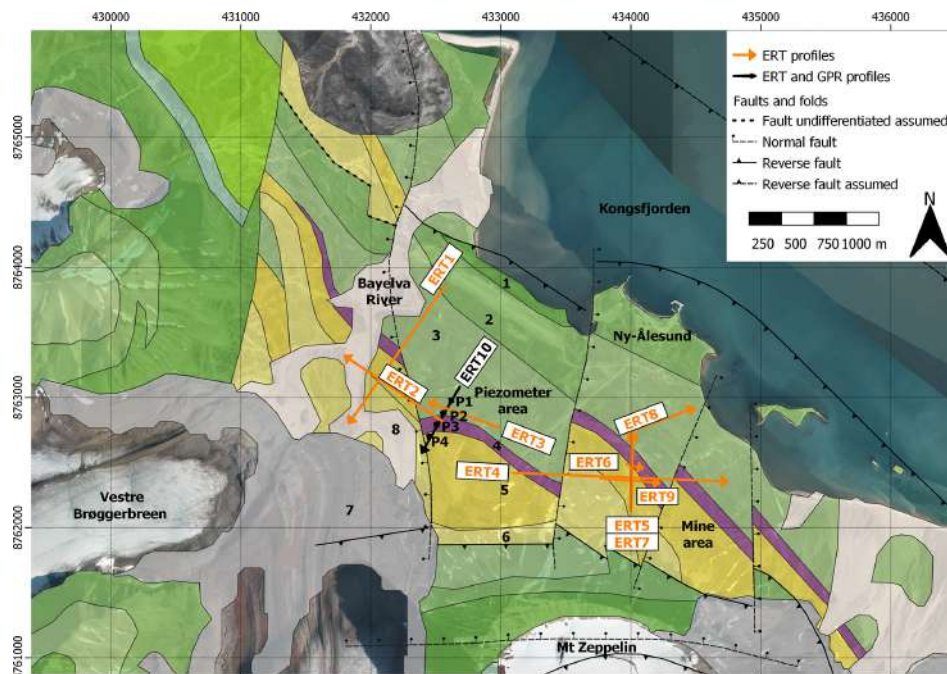 430000 431000 432000 433000 434000 435000 436000
ERT profiles
ERT and GPR profiles
Faults and folds
Fault undifferentiated assumed
Normal fault
Reverse fault
Reverse fault assumed
250 500 750 1000 m
N
8765000
8764000
8763000
8762000
8761000
Kongsfjorden
Bayelva
River
ERT1
1
2
3
Ny-Ålesund
ERT10
ERT2
Piezometer
area
P1
P2
P3
P4
ERT3
ERT8
8
4
ERT4
ERT6
5
ERT9
Vestre
Brøggerbreen
7
6
ERT5
ERT7
Mine
area
Mt Zeppelin